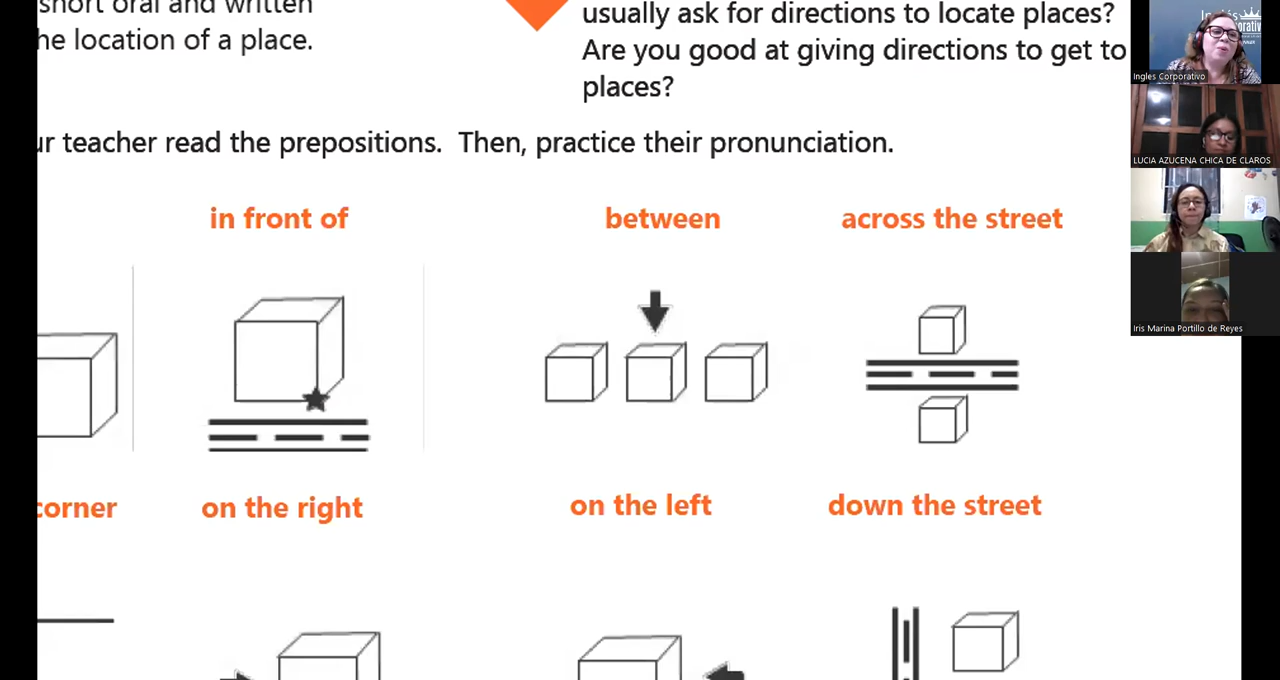 short oral and written
he location of a place.
usually ask for directions to locate places?
Are you good at giving directions to get to
places?
ur teacher read the prepositions. Then, practice their pronunciation.
in front of
between
across the street
corner
on the right
on the left
down the street
Ingles Corporativo
LUCIA AZUCENA CHICA DE CLAROS
Iris Marina Portillo de Reyes